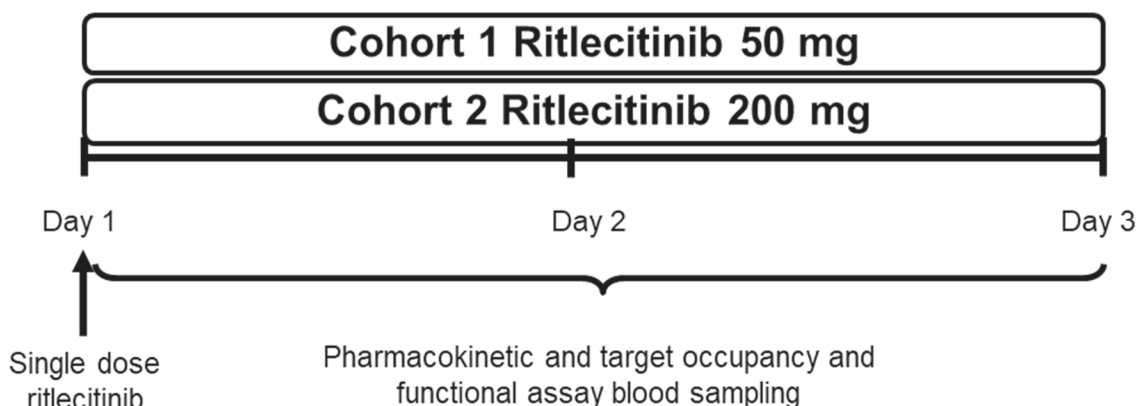 Cohort 1 Ritlecitinib 50 mg
Cohort 2 Ritlecitinib 200 mg
Day 1
Day 2
Day 3
Single dose
ritlecitinib
Pharmacokinetic and target occupancy and
functional assay blood sampling